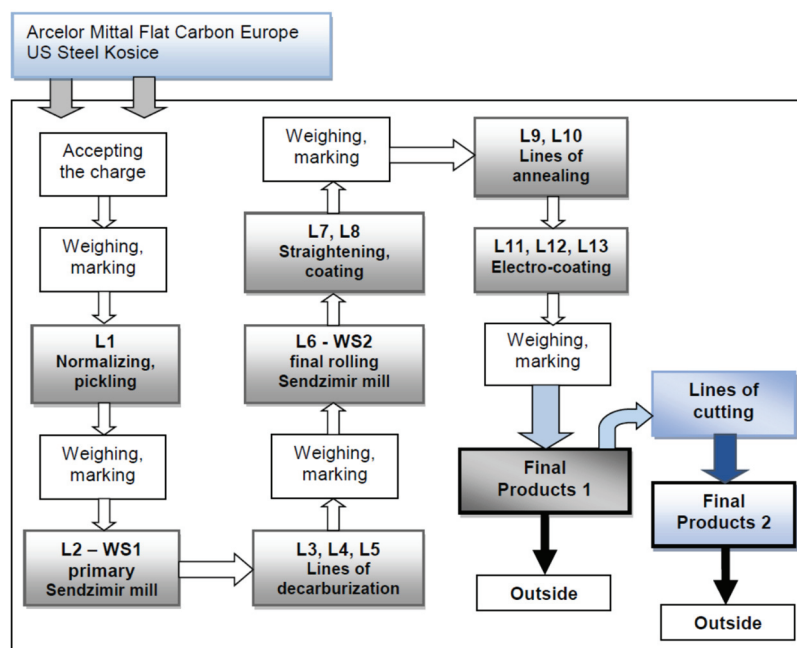 Arcelor Mittal Flat Carbon Europe
US Steel Kosice
Accepting
the charge
Weighing,
marking
L1
Normalizing,
pickling
Weighing,
marking
L2 – WS1
primary
Sendzimir mill
L3, L4, L5
Lines of
decarburization
Weighing,
marking
L6 - WS2
final rolling
Sendzimir mill
L7, L8
Straightening,
coating
Weighing,
marking
L9, L10
Lines of
annealing
L11, L12, L13
Electro-coating
Weighing,
marking
Final
Products 1
Outside
Lines of
cutting
Final
Products 2
Outside